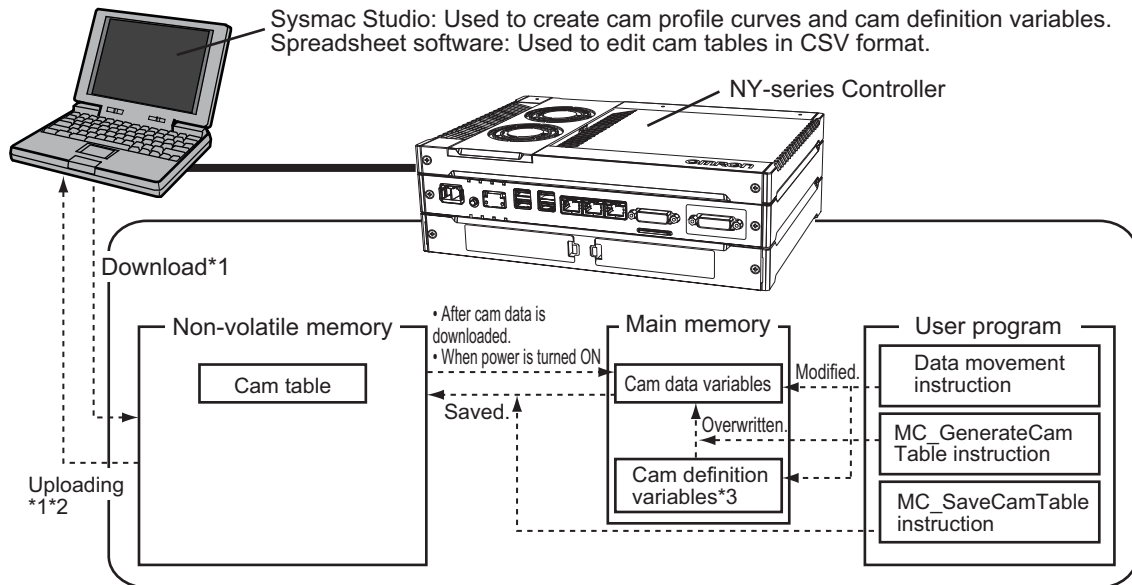 Sysmac Studio: Used to create cam profile curves and cam definition variables.
Spreadsheet software: Used to edit cam tables in CSV format.
NY-series Controller
OMRON
Download*1
Non-volatile memory
Cam table
• After cam data is
downloaded.
• When power is turned ON
Saved.
Main memory
Cam data variables
Overwritten.
Cam definition
variables*3
Modified.
User program
Data movement
instruction
MC_GenerateCam
Table instruction
MC_SaveCamTable
instruction
Uploading
*1*2